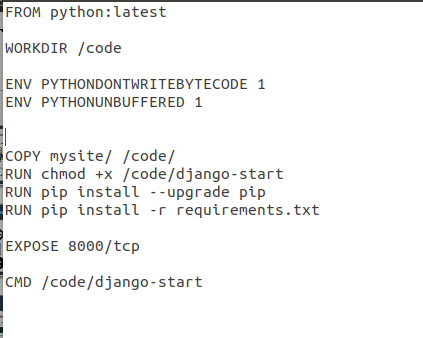 FROM python:latest
WORKDIR /code
ENV PYTHONDONTWRITEBYTECODE 1
ENV PYTHONUNBUFFERED 1
COPY mysite/ /code/
RUN chmod +x /code/django-start
RUN pip install --upgrade pip
RUN pip install -r requirements.txt
EXPOSE 8000/tcp
CMD /code/django-start